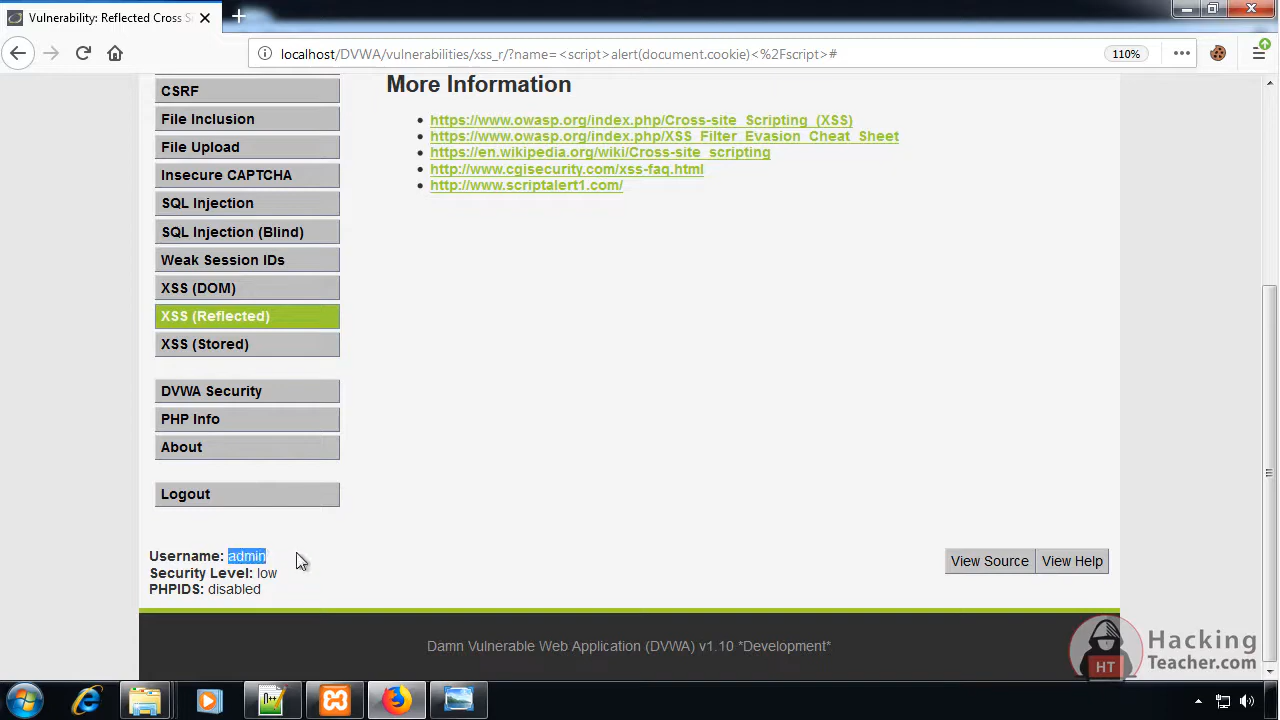 Vulnerability: Reflected Cross S
localhost/DVWA/vulnerabilities/xss_r/?name=<script>alert(document.cookie)<%2Fscript>#
110%
CSRF
File Inclusion
File Upload
Insecure CAPTCHA
SQL Injection
SQL Injection (Blind)
Weak Session IDs
XSS (DOM)
XSS (Reflected)
XSS (Stored)
DVWA Security
PHP Info
About
Logout
More Information
https://www.owasp.org/index.php/Cross-site_Scripting_(XSS)
https://www.owasp.org/index.php/XSS_Filter_Evasion_Cheat_Sheet
https://en.wikipedia.org/wiki/Cross-site_scripting
http://www.cgisecurity.com/xss-faq.html
http://www.scriptalert1.com/
Username: admin
Security Level: low
PHPIDS: disabled
View Source
View Help
Damn Vulnerable Web Application (DVWA) v1.10 *Development*
HT
Hacking
Teacher.com